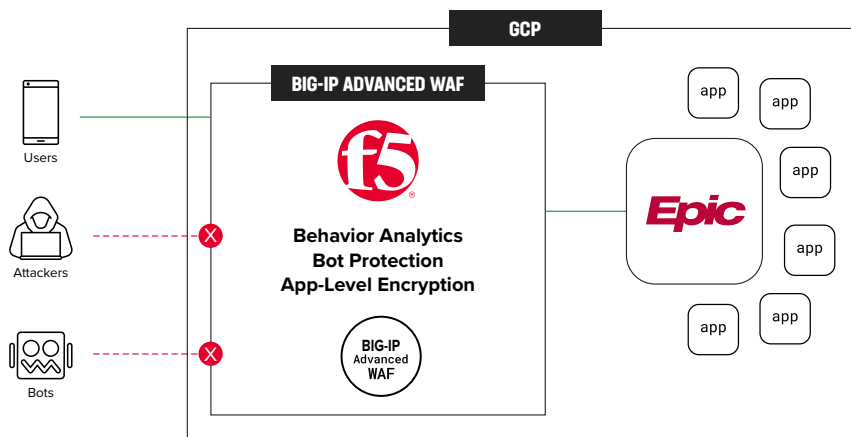 GCP
BIG-IP ADVANCED WAF
f5
®
Users
X
Attackers
X
Bots
Behavior Analytics
Bot Protection
App-Level Encryption
BIG-IP
Advanced
WAF
Epic
app
app
app
app
app
app